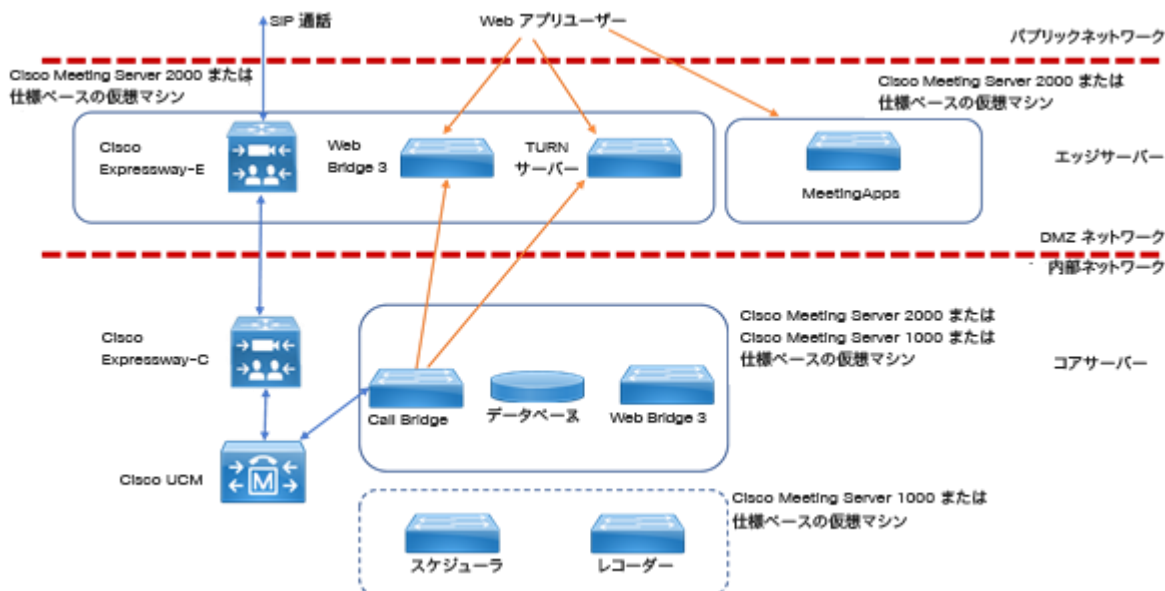 SIP 通話
Web アプリユーザー
パブリックネットワーク
Cisco Meeting Server 2000 または
仕様ベースの仮想マシン
Cisco Meeting Server 2000 または
仕様ベースの仮想マシン
Cisco
Expressway-E
Web
Bridge 3
TURN
サーバー
MeetingApps
エッジサーバー
DMZ ネットワーク
内部ネットワーク
Cisco
Expressway-C
Cisco Meeting Server 2000 または
Cisco Meeting Server 1000 または
仕様ベースの仮想マシン
コアサーバー
Call Bridge
データベース
Web Bridge 3
Cisco UCM
M
Cisco Meeting Server 1000 または
仕様ベースの仮想マシン
スケジューラ
レコーダー